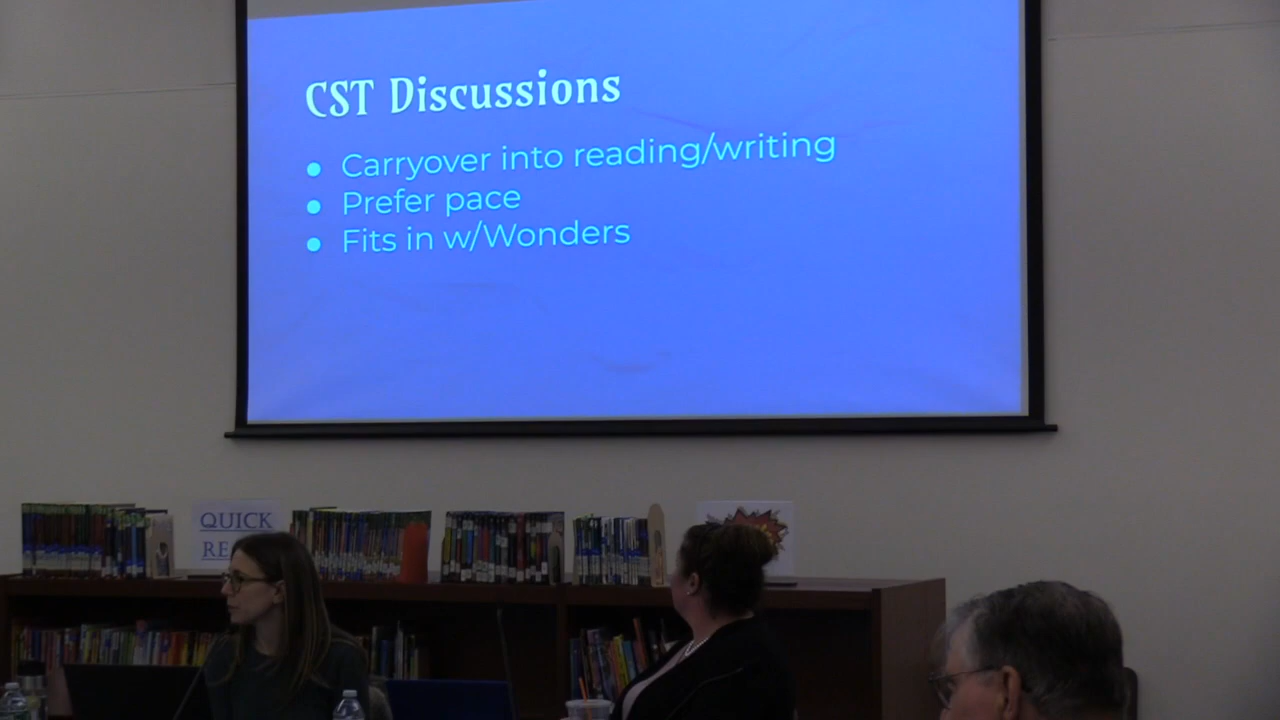 CST Discussions
● Carryover into reading/writing
● Prefer pace
● Fits in w/Wonders
QUICK